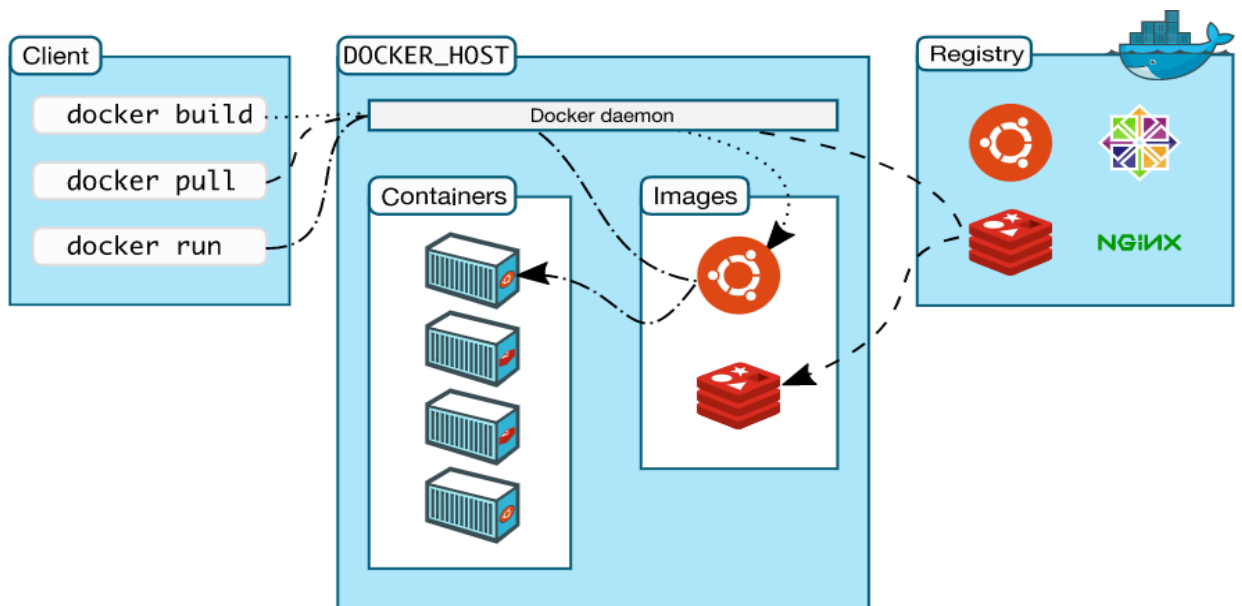 Client
docker build
docker pull
docker run
DOCKER_HOST
Docker daemon
Containers
Images
Registry
NGiNX